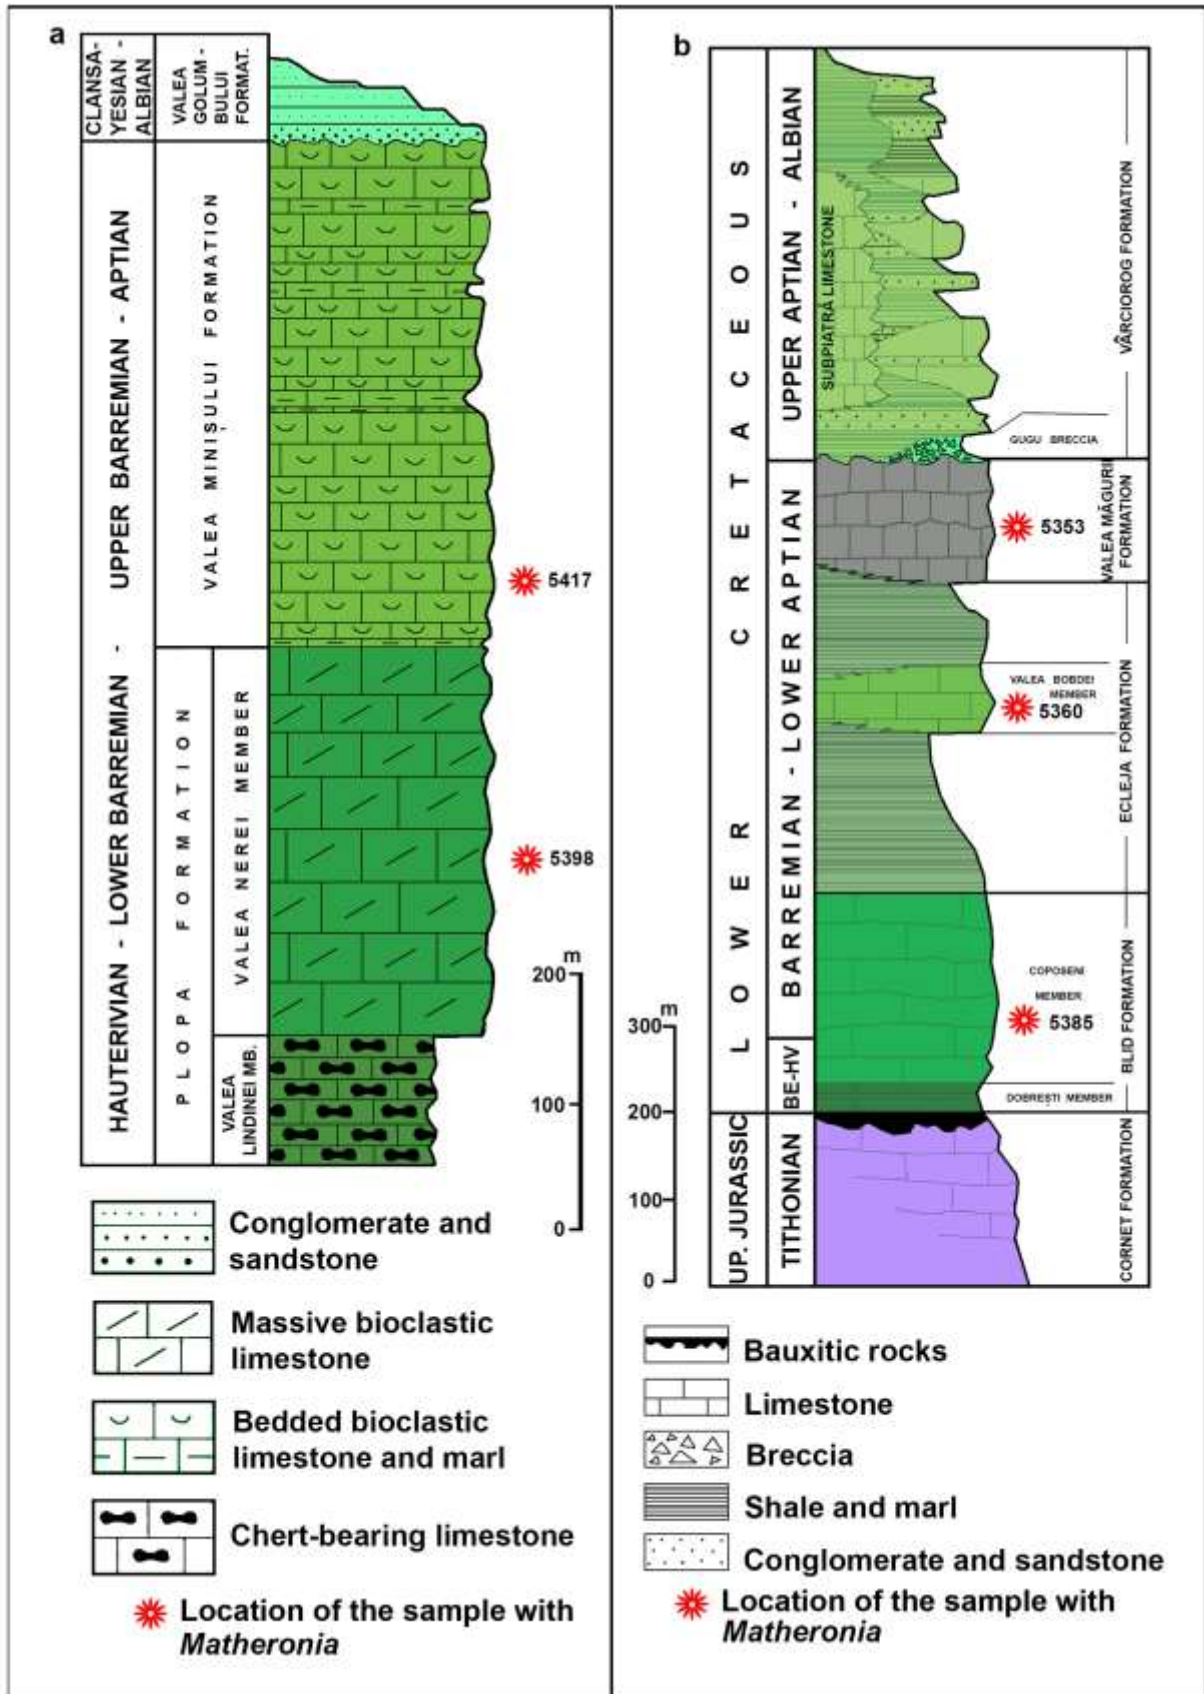 a
CLANSA-
YESIAN -
ALBIAN
VALEA
GOLUM -
BULUI
FORMAT.
HAUTERIVIAN - LOWER BARREMIAN - UPPER BARREMIAN - APTIAN
VALEA MINIȘULUI FORMATION
PLOPA FORMATION
VALEA NEREI MEMBER
VALEA
LINDINEI MB.
5417
5398
m
200
100
0
Conglomerate and
sandstone
Massive bioclastic
limestone
Bedded bioclastic
limestone and marl
Chert-bearing limestone
Location of the sample with
Matheronia
b
LOWER CRETACEOUS
UP. JURASSIC
UPPER APTIAN - ALBIAN
BARREMIAN - LOWER APTIAN
BE-HV
TITHONIAN
SUBPIATRĂ LIMESTONE
VÂRCIOROG FORMATION
GUGU BRECCIA
VALEA MĂGURII
FORMATION
5353
VALEA BOBDEI
MEMBER
5360
ECLEJA FORMATION
COPOSENI
MEMBER
5385
BLID FORMATION
DOBREȘTI MEMBER
CORNET FORMATION
m
300
200
100
0
Bauxitic rocks
Limestone
Breccia
Shale and marl
Conglomerate and sandstone
Location of the sample with
Matheronia